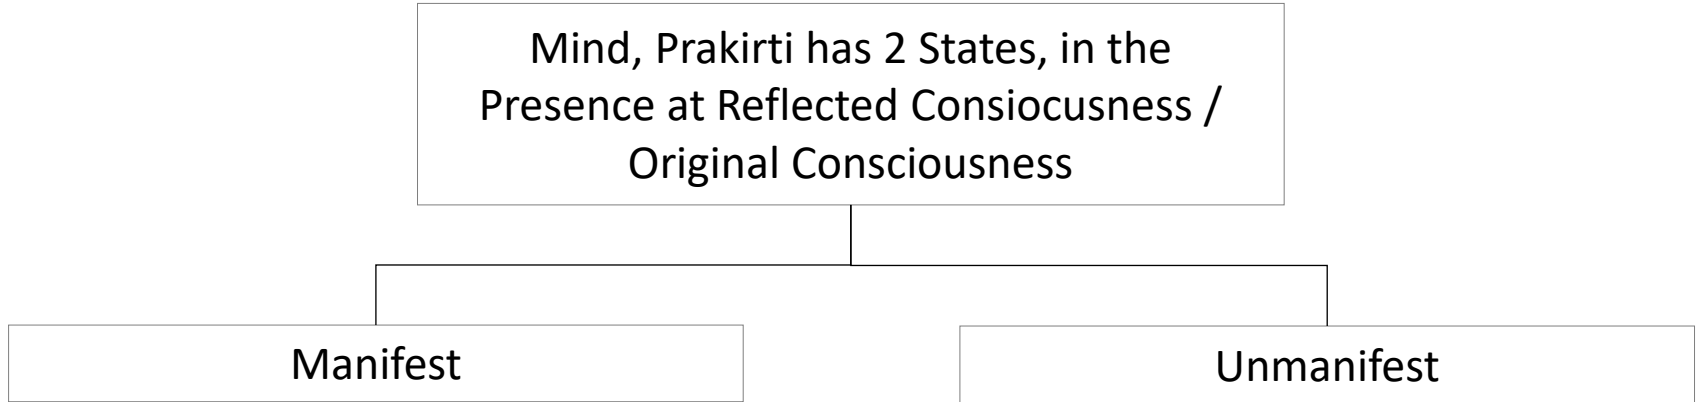 Mind, Prakirti has 2 States, in the
Presence at Reflected Consiocusness /
Original Consciousness
Manifest
Unmanifest